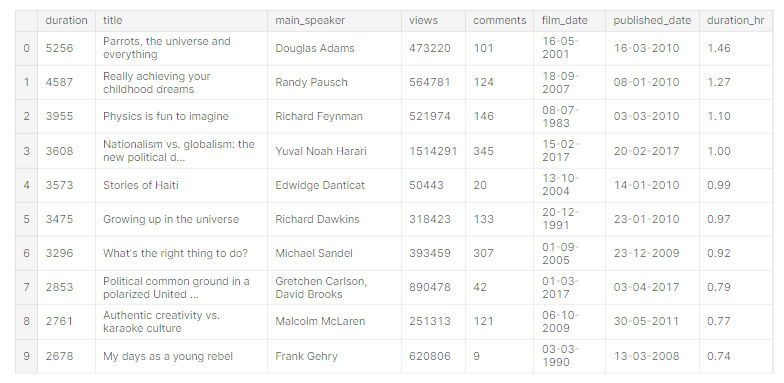 duration title main_speaker views comments film_date published_date duration_hr
0 5256 Parrots, the universe and everything Douglas Adams 473220 101 16-05-2001 16-03-2010 1.46
1 4587 Really achieving your childhood dreams Randy Pausch 564781 124 18-09-2007 08-01-2010 1.27
2 3955 Physics is fun to imagine Richard Feynman 521974 146 08-07-1983 03-03-2010 1.10
3 3608 Nationalism vs. globalism: the new political d... Yuval Noah Harari 1514291 345 15-02-2017 20-02-2017 1.00
4 3573 Stories of Haiti Edwidge Danticat 50443 20 13-10-2004 14-01-2010 0.99
5 3475 Growing up in the universe Richard Dawkins 318423 133 20-12-1991 23-01-2010 0.97
6 3296 What's the right thing to do? Michael Sandel 393459 307 01-09-2005 23-12-2009 0.92
7 2853 Political common ground in a polarized United ... Gretchen Carlson, David Brooks 890478 42 01-03-2017 03-04-2017 0.79
8 2761 Authentic creativity vs. karaoke culture Malcolm McLaren 251313 121 06-10-2009 30-05-2011 0.77
9 2678 My days as a young rebel Frank Gehry 620806 9 03-03-1990 13-03-2008 0.74